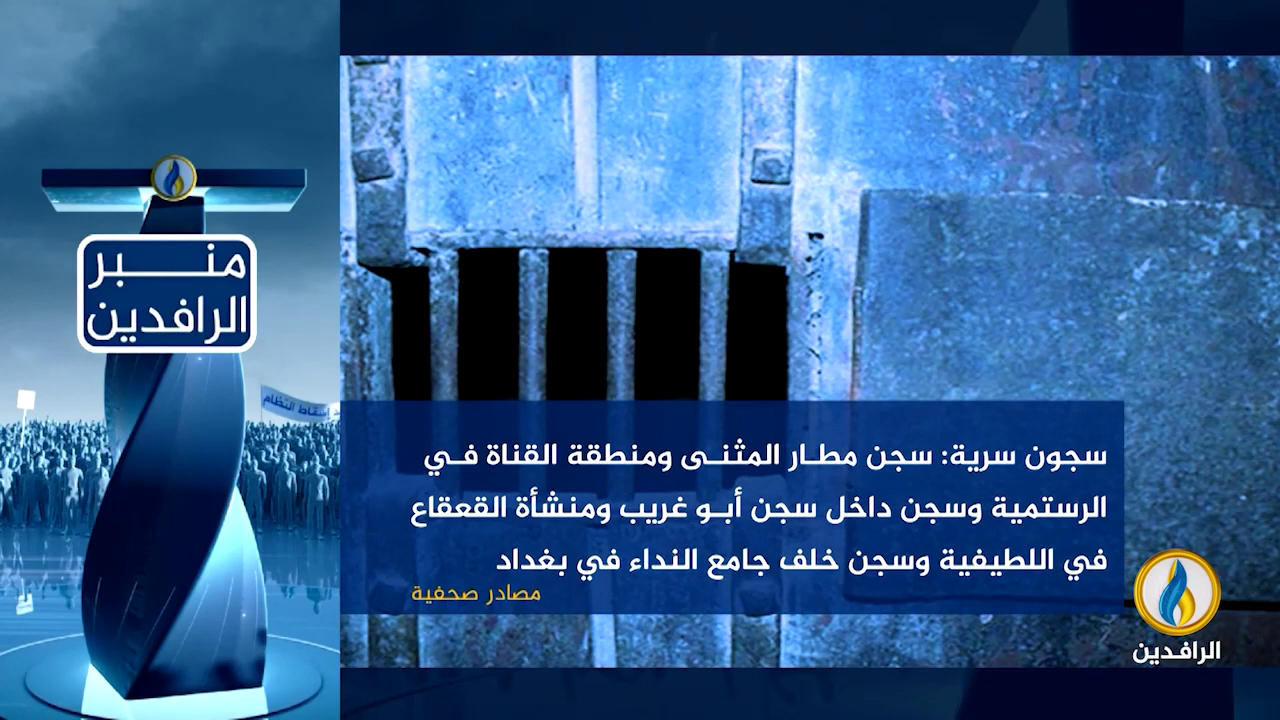 منبر
الرافدين
اسقاط النظام
سجون سرية: سجن مطار المثنى ومنطقة القناة في
الرستمية وسجن داخل سجن أبو غريب ومنشأة القعقاع
في اللطيفية وسجن خلف جامع النداء في بغداد
مصادر صحفية
الرافدين